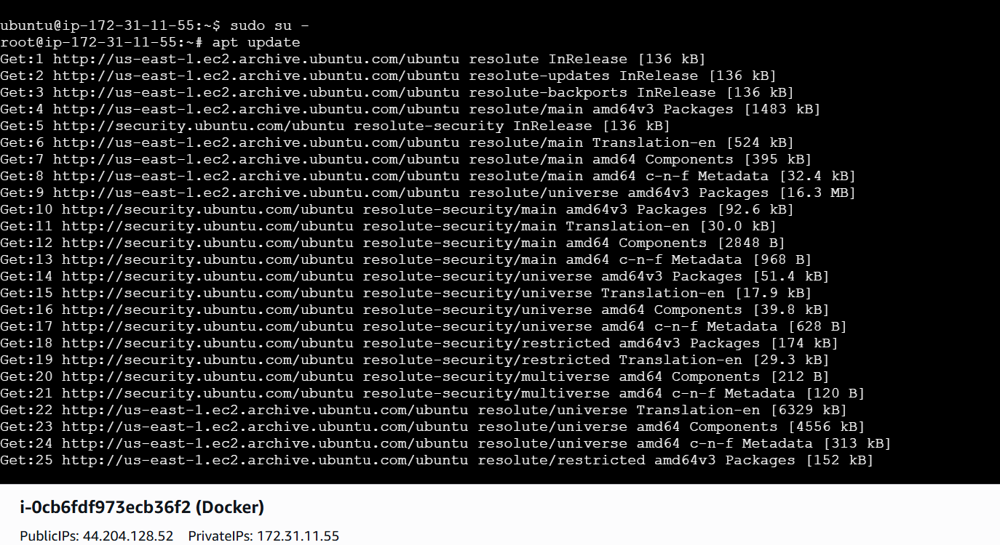 ubuntu@ip-172-31-11-55:~$ sudo su -
root@ip-172-31-11-55:~# apt update
Get:1 http://us-east-1.ec2.archive.ubuntu.com/ubuntu resolute InRelease [136 kB]
Get:2 http://us-east-1.ec2.archive.ubuntu.com/ubuntu resolute-updates InRelease [136 kB]
Get:3 http://us-east-1.ec2.archive.ubuntu.com/ubuntu resolute-backports InRelease [136 kB]
Get:4 http://us-east-1.ec2.archive.ubuntu.com/ubuntu resolute/main amd64v3 Packages [1483 kB]
Get:5 http://security.ubuntu.com/ubuntu resolute-security InRelease [136 kB]
Get:6 http://us-east-1.ec2.archive.ubuntu.com/ubuntu resolute/main Translation-en [524 kB]
Get:7 http://us-east-1.ec2.archive.ubuntu.com/ubuntu resolute/main amd64 Components [395 kB]
Get:8 http://us-east-1.ec2.archive.ubuntu.com/ubuntu resolute/main amd64 c-n-f Metadata [32.4 kB]
Get:9 http://us-east-1.ec2.archive.ubuntu.com/ubuntu resolute/universe amd64v3 Packages [16.3 MB]
Get:10 http://security.ubuntu.com/ubuntu resolute-security/main amd64v3 Packages [92.6 kB]
Get:11 http://security.ubuntu.com/ubuntu resolute-security/main Translation-en [30.0 kB]
Get:12 http://security.ubuntu.com/ubuntu resolute-security/main amd64 Components [2848 B]
Get:13 http://security.ubuntu.com/ubuntu resolute-security/main amd64 c-n-f Metadata [968 B]
Get:14 http://security.ubuntu.com/ubuntu resolute-security/universe amd64v3 Packages [51.4 kB]
Get:15 http://security.ubuntu.com/ubuntu resolute-security/universe Translation-en [17.9 kB]
Get:16 http://security.ubuntu.com/ubuntu resolute-security/universe amd64 Components [39.8 kB]
Get:17 http://security.ubuntu.com/ubuntu resolute-security/universe amd64 c-n-f Metadata [628 B]
Get:18 http://security.ubuntu.com/ubuntu resolute-security/restricted amd64v3 Packages [174 kB]
Get:19 http://security.ubuntu.com/ubuntu resolute-security/restricted Translation-en [29.3 kB]
Get:20 http://security.ubuntu.com/ubuntu resolute-security/multiverse amd64 Components [212 B]
Get:21 http://security.ubuntu.com/ubuntu resolute-security/multiverse amd64 c-n-f Metadata [120 B]
Get:22 http://us-east-1.ec2.archive.ubuntu.com/ubuntu resolute/universe Translation-en [6329 kB]
Get:23 http://us-east-1.ec2.archive.ubuntu.com/ubuntu resolute/universe amd64 Components [4556 kB]
Get:24 http://us-east-1.ec2.archive.ubuntu.com/ubuntu resolute/universe amd64 c-n-f Metadata [313 kB]
Get:25 http://us-east-1.ec2.archive.ubuntu.com/ubuntu resolute/restricted amd64v3 Packages [152 kB]
i-0cb6fdf973ecb36f2 (Docker)
PublicIPs: 44.204.128.52 PrivateIPs: 172.31.11.55